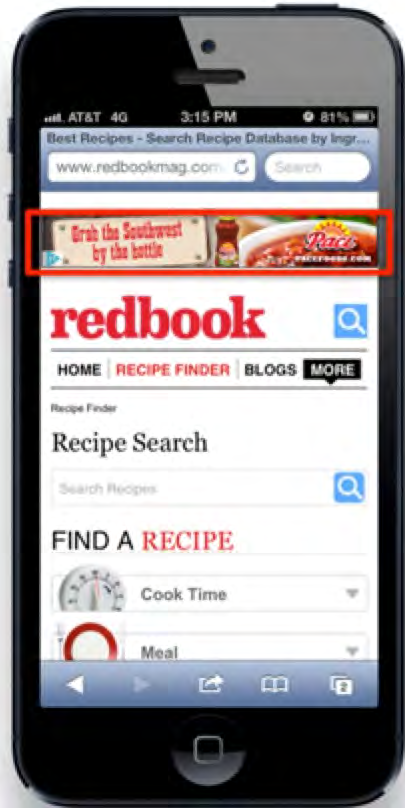 AT&T 4G 3:15 PM 81%
Best Recipes - Search Recipe Database by Ingr...
www.redbookmag.com Search
Grab the Southwest
by the bottle
Pace
PACEFOODS.COM
redbook
HOME RECIPE FINDER BLOGS MORE
Recipe Finder
Recipe Search
Search Recipes
FIND A RECIPE
Cook Time
Meal
2